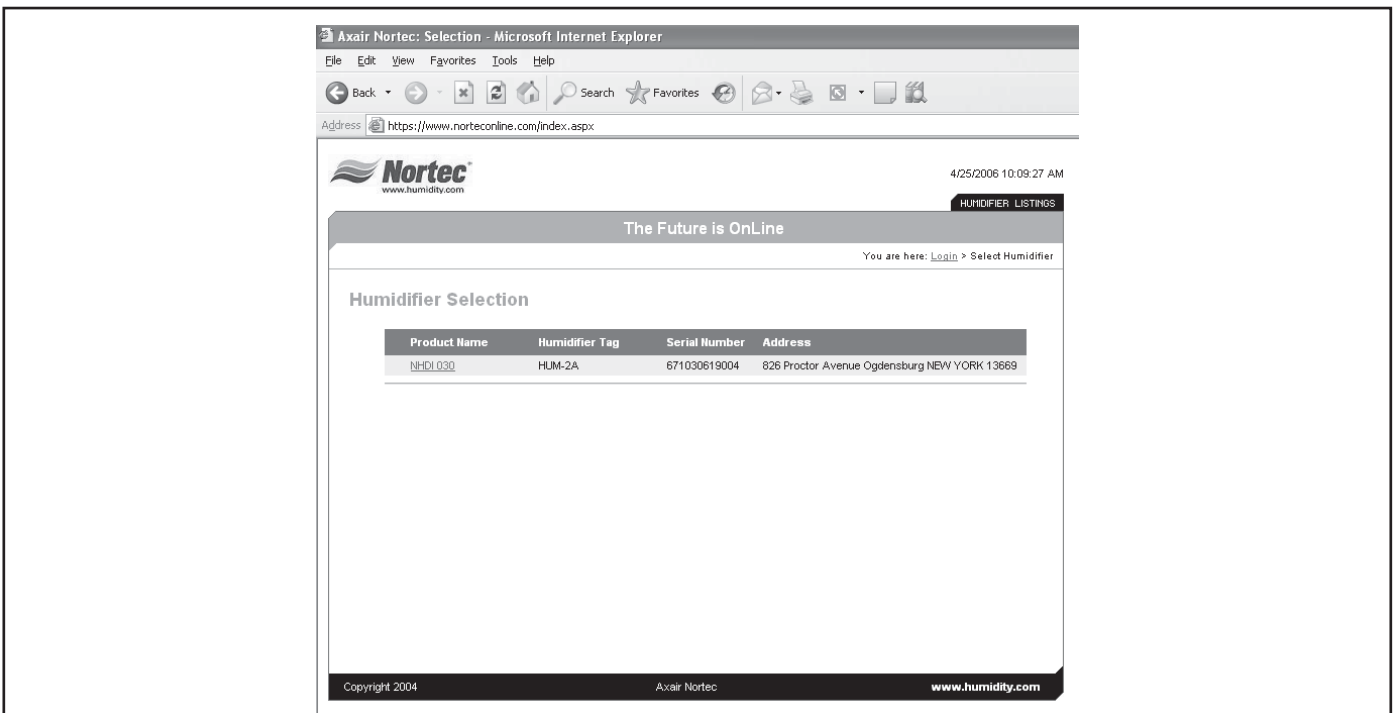 Axair Nortec: Selection - Microsoft Internet Explorer
File Edit View Favorites Tools Help
Back Search Favorites
Address https://www.norteconline.com/index.aspx
Nortec
www.humidity.com
4/25/2006 10:09:27 AM
HUMIDIFIER LISTINGS
The Future is OnLine
You are here: Login > Select Humidifier
Humidifier Selection
Product Name Humidifier Tag Serial Number Address
NHDI 030 HUM-2A 671030619004 826 Proctor Avenue Ogdensburg NEW YORK 13669
Copyright 2004 Axair Nortec www.humidity.com